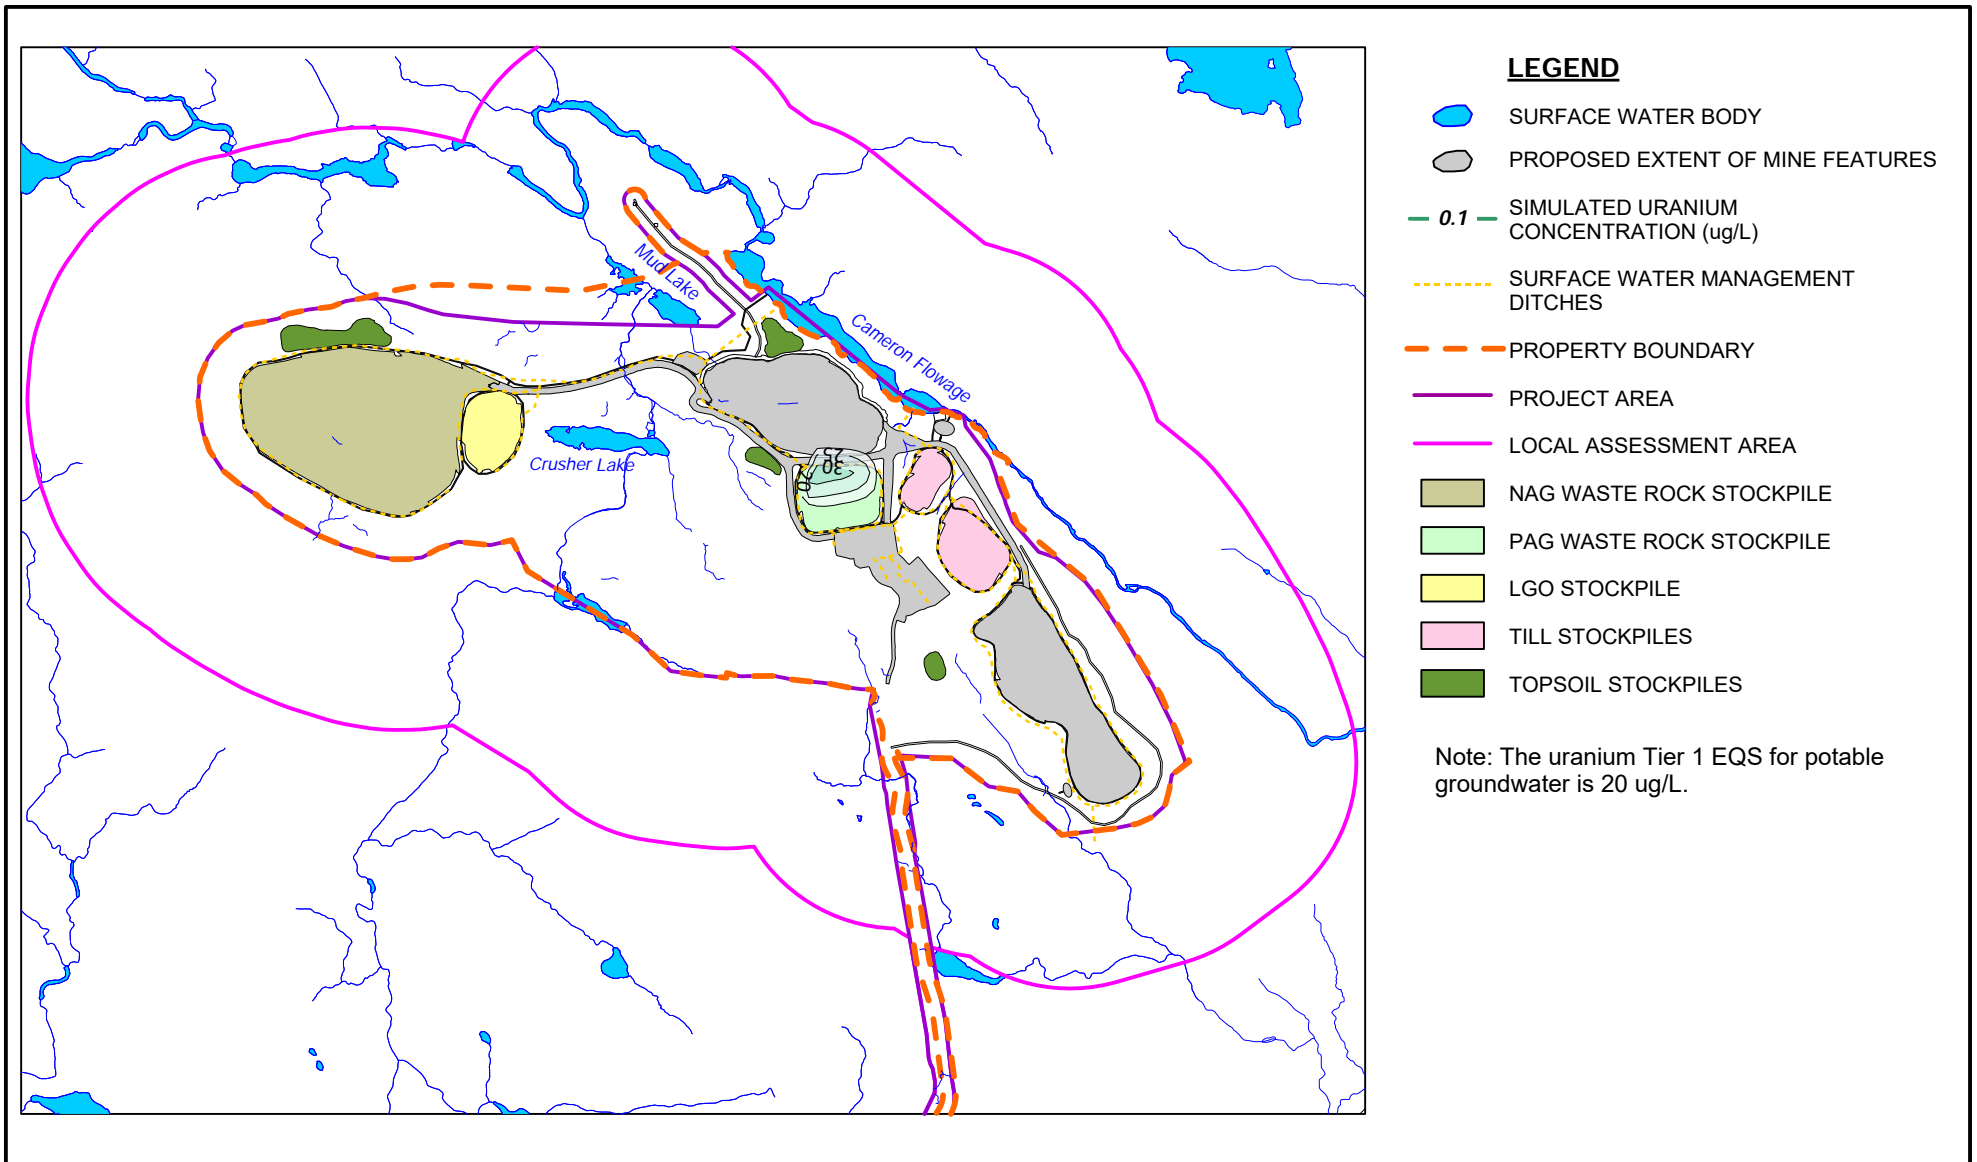 LEGEND
SURFACE WATER BODY
PROPOSED EXTENT OF MINE FEATURES
0.1
SIMULATED URANIUM
CONCENTRATION (ug/L)
SURFACE WATER MANAGEMENT
DITCHES
PROPERTY BOUNDARY
PROJECT AREA
LOCAL ASSESSMENT AREA
NAG WASTE ROCK STOCKPILE
PAG WASTE ROCK STOCKPILE
LGO STOCKPILE
TILL STOCKPILES
TOPSOIL STOCKPILES
Note: The uranium Tier 1 EQS for potable
groundwater is 20 ug/L.
Mud Lake
Cameron Flowage
Crusher Lake
25
30
20